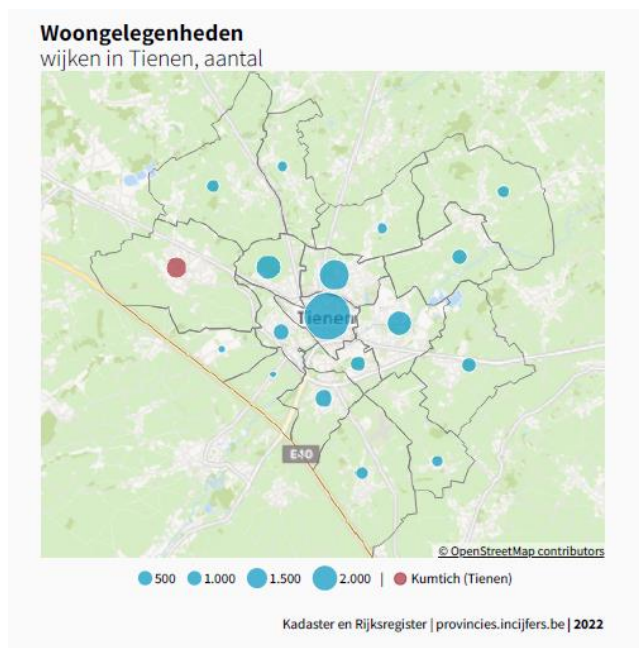 Woongelegenheden
wijken in Tienen, aantal
Tienen
E40
© OpenStreetMap contributors
500 1.000 1.500 2.000 | Kumtich (Tienen)
Kadaster en Rijksregister | provincies.incijfers.be | 2022